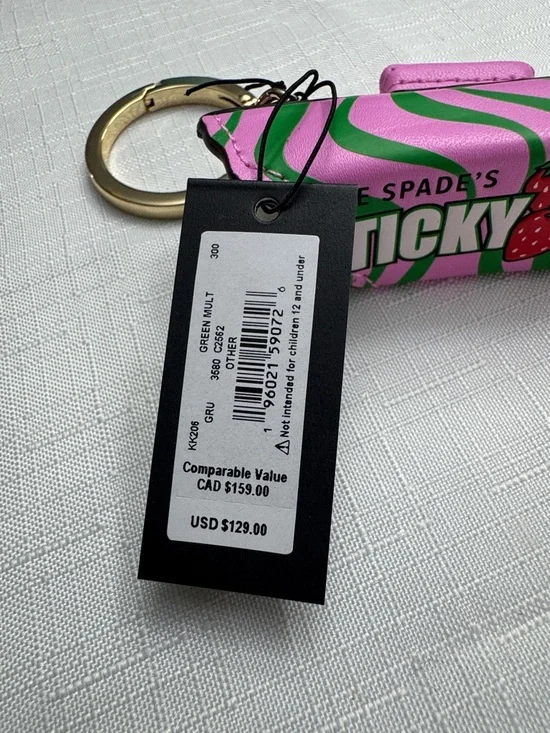 E SPADE'S
TICKY
KK206 GREEN MULT 300
GRU 3580 C2562
OTHER
1 96021 59072 6
⚠ Not intended for children 12 and under
Comparable Value
CAD $159.00
USD $129.00